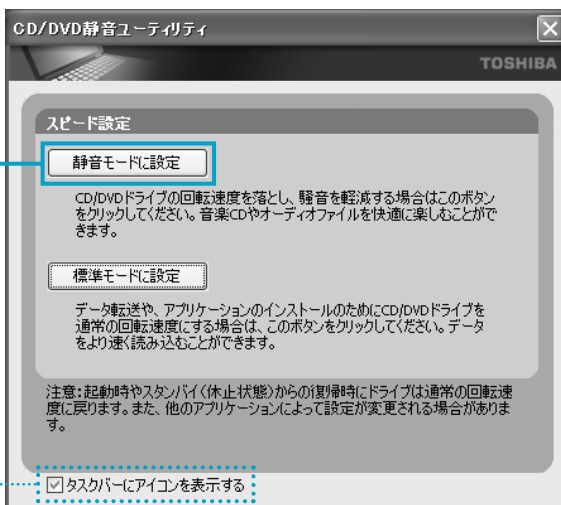 CD/DVD静音ユーティリティ
TOSHIBA
スピード設定
静音モードに設定
CD/DVDドライブの回転速度を落とし、騒音を軽減する場合はこのボタン
をクリックしてください。音楽CDやオーディオファイルを快適に楽しむことがで
きます。
標準モードに設定
データ転送や、アプリケーションのインストールのためにCD/DVDドライブを
通常の回転速度にする場合は、このボタンをクリックしてください。データ
をより速く読み込むことができます。
注意:起動時やスタンバイ(休止状態)からの復帰時にドライブは通常の回転速
度に戻ります。また、他のアプリケーションによって設定が変更される場合がありま
す。
タスクバーにアイコンを表示する